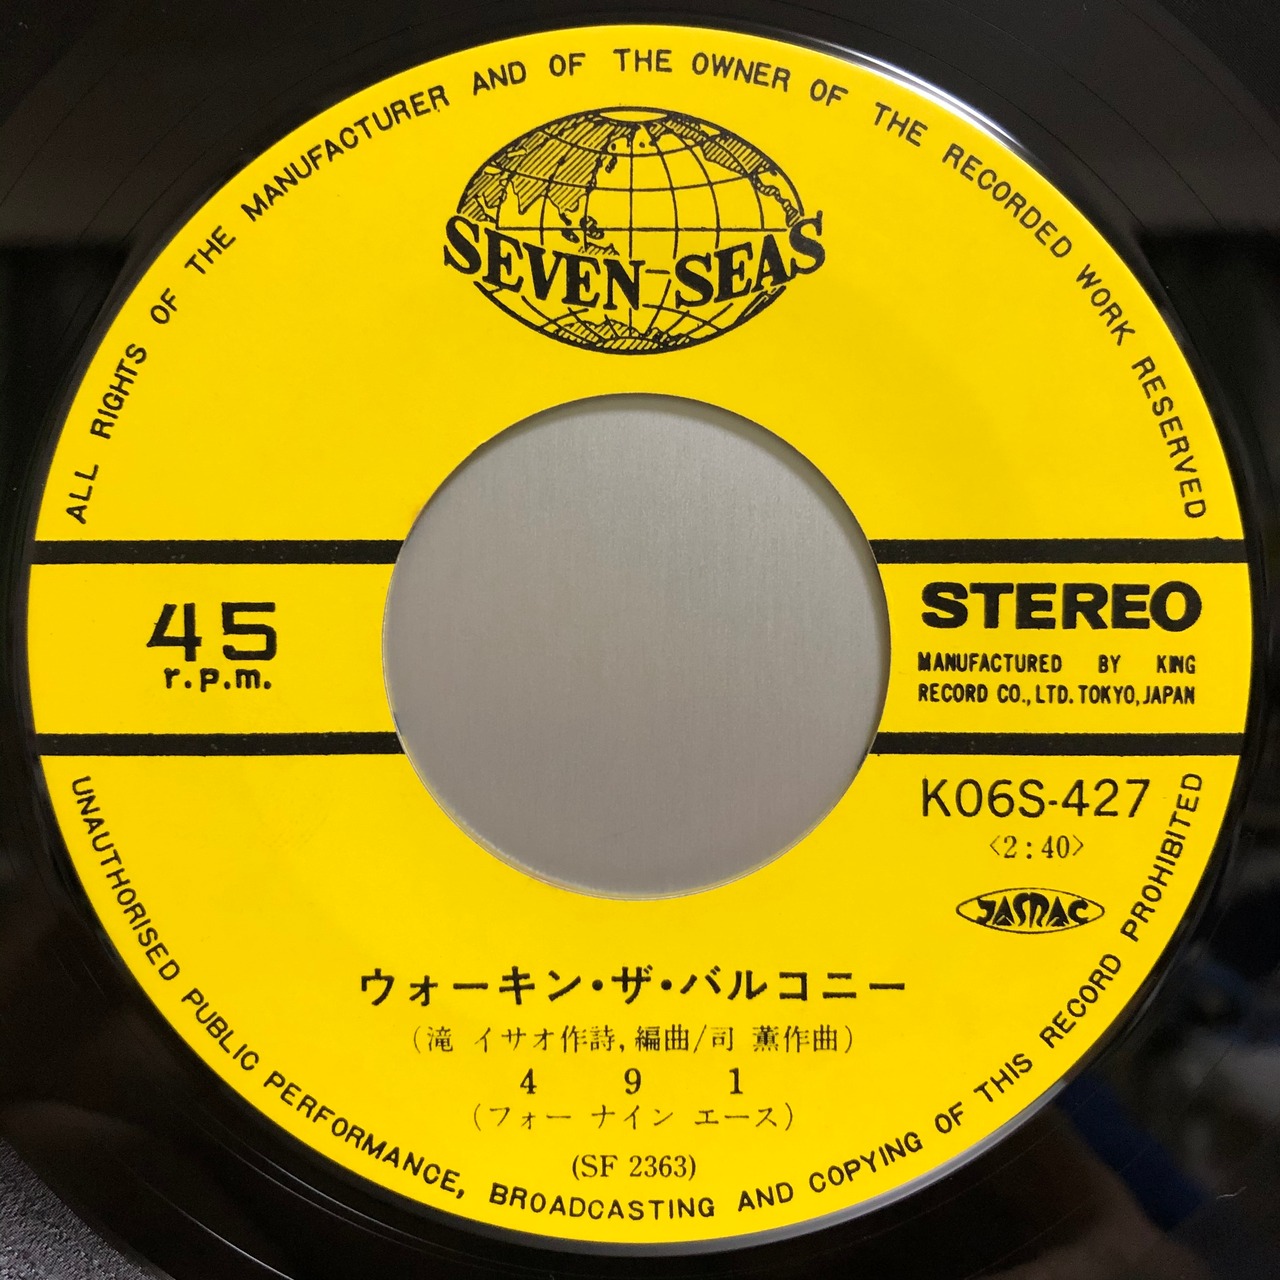 ALL RIGHTS OF THE MANUFACTURER AND OF THE OWNER OF THE RECORDED WORK RESERVED
SEVEN SEAS
45
r.p.m.
STEREO
MANUFACTURED BY KING
RECORD CO., LTD. TOKYO, JAPAN
K06S-427
〈2:40〉
JASRAC
ウォーキン・ザ・バルコニー
(滝 イサオ作詩, 編曲/司 薫作曲)
4 9 1
(フォー ナイン エース)
(SF 2363)
UNAUTHORISED PUBLIC PERFORMANCE, BROADCASTING AND COPYING OF THIS RECORD PROHIBITED